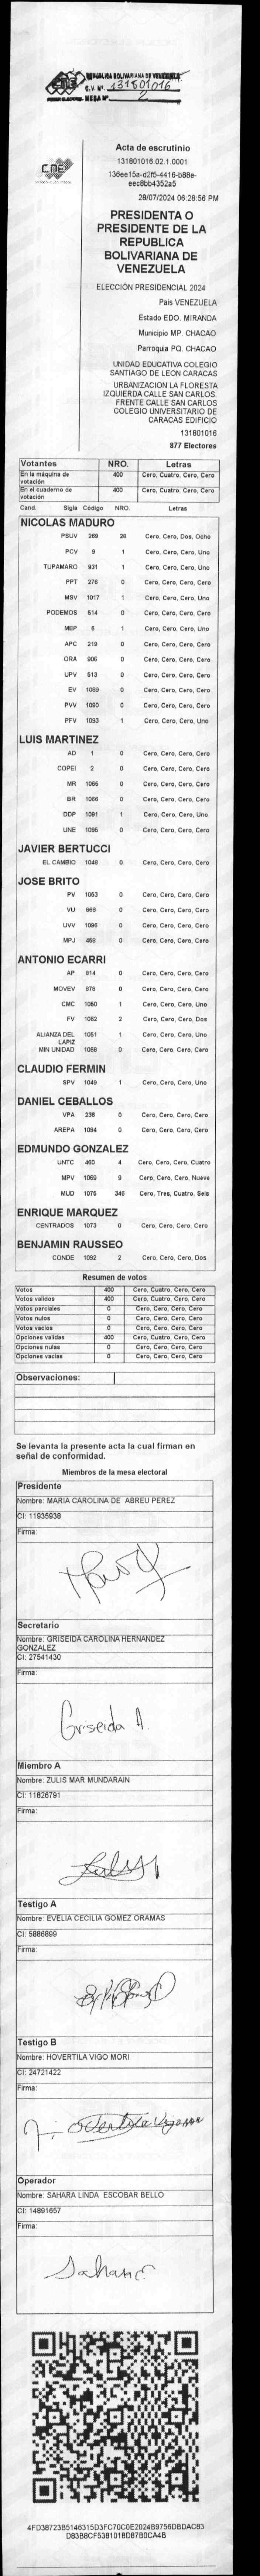 REPUBLICA BOLIVARIANA DE VENEZUELA
CNE
C.V. Nº. 131801016
PODER ELECTORAL MESA Nº 2
CNE
Acta de escrutinio
131801016.02.1.0001
136ee15a-d2f5-4416-b88e-
eec8bb4352a5
28/07/2024 06:28:56 PM
PRESIDENTA O
PRESIDENTE DE LA
REPUBLICA
BOLIVARIANA DE
VENEZUELA
ELECCIÓN PRESIDENCIAL 2024
País VENEZUELA
Estado EDO. MIRANDA
Municipio MP. CHACAO
Parroquia PQ. CHACAO
UNIDAD EDUCATIVA COLEGIO
SANTIAGO DE LEON CARACAS
URBANIZACION LA FLORESTA
IZQUIERDA CALLE SAN CARLOS.
FRENTE CALLE SAN CARLOS
COLEGIO UNIVERSITARIO DE
CARACAS EDIFICIO
131801016
877 Electores
Votantes NRO. Letras
En la máquina de votación 400 Cero, Cuatro, Cero, Cero
En el cuaderno de votación 400 Cero, Cuatro, Cero, Cero
Cand. Sigla Código NRO. Letras
NICOLAS MADURO
PSUV 269 28 Cero, Cero, Dos, Ocho
PCV 9 1 Cero, Cero, Cero, Uno
TUPAMARO 931 1 Cero, Cero, Cero, Uno
PPT 276 0 Cero, Cero, Cero, Cero
MSV 1017 1 Cero, Cero, Cero, Uno
PODEMOS 514 0 Cero, Cero, Cero, Cero
MEP 6 1 Cero, Cero, Cero, Uno
APC 219 0 Cero, Cero, Cero, Cero
ORA 906 0 Cero, Cero, Cero, Cero
UPV 513 0 Cero, Cero, Cero, Cero
EV 1089 0 Cero, Cero, Cero, Cero
PVV 1090 0 Cero, Cero, Cero, Cero
PFV 1093 1 Cero, Cero, Cero, Uno
LUIS MARTINEZ
AD 1 0 Cero, Cero, Cero, Cero
COPEI 2 0 Cero, Cero, Cero, Cero
MR 1065 0 Cero, Cero, Cero, Cero
BR 1066 0 Cero, Cero, Cero, Cero
DDP 1091 1 Cero, Cero, Cero, Uno
UNE 1095 0 Cero, Cero, Cero, Cero
JAVIER BERTUCCI
EL CAMBIO 1048 0 Cero, Cero, Cero, Cero
JOSE BRITO
PV 1053 0 Cero, Cero, Cero, Cero
VU 969 0 Cero, Cero, Cero, Cero
UVV 1096 0 Cero, Cero, Cero, Cero
MPJ 458 0 Cero, Cero, Cero, Cero
ANTONIO ECARRI
AP 914 0 Cero, Cero, Cero, Cero
MOVEV 978 0 Cero, Cero, Cero, Cero
CMC 1050 1 Cero, Cero, Cero, Uno
FV 1062 2 Cero, Cero, Cero, Dos
ALIANZA DEL LAPIZ 1051 1 Cero, Cero, Cero, Uno
MIN UNIDAD 1068 0 Cero, Cero, Cero, Cero
CLAUDIO FERMIN
SPV 1049 1 Cero, Cero, Cero, Uno
DANIEL CEBALLOS
VPA 236 0 Cero, Cero, Cero, Cero
AREPA 1094 0 Cero, Cero, Cero, Cero
EDMUNDO GONZALEZ
UNTC 460 4 Cero, Cero, Cero, Cuatro
MPV 1069 9 Cero, Cero, Cero, Nueve
MUD 1075 346 Cero, Tres, Cuatro, Seis
ENRIQUE MARQUEZ
CENTRADOS 1073 0 Cero, Cero, Cero, Cero
BENJAMIN RAUSSEO
CONDE 1092 2 Cero, Cero, Cero, Dos
Resumen de votos
Votos 400 Cero, Cuatro, Cero, Cero
Votos validos 400 Cero, Cuatro, Cero, Cero
Votos parciales 0 Cero, Cero, Cero, Cero
Votos nulos 0 Cero, Cero, Cero, Cero
Votos vacios 0 Cero, Cero, Cero, Cero
Opciones validas 400 Cero, Cuatro, Cero, Cero
Opciones nulas 0 Cero, Cero, Cero, Cero
Opciones vacias 0 Cero, Cero, Cero, Cero
Observaciones:
Se levanta la presente acta la cual firman en
señal de conformidad.
Miembros de la mesa electoral
Presidente
Nombre: MARIA CAROLINA DE ABREU PEREZ
CI: 11935938
Firma:
Secretario
Nombre: GRISEIDA CAROLINA HERNANDEZ
GONZALEZ
CI: 27541430
Firma:
Griseida H.
Miembro A
Nombre: ZULIS MAR MUNDARAIN
CI: 11826791
Firma:
Testigo A
Nombre: EVELIA CECILIA GOMEZ ORAMAS
CI: 5886899
Firma:
Testigo B
Nombre: HOVERTILA VIGO MORI
CI: 24721422
Firma:
Operador
Nombre: SAHARA LINDA ESCOBAR BELLO
CI: 14891657
Firma:
4FD38723B5146315D3FC70C0E2024B9756DBDAC83
D83B8CF5381018D87B0CA4B